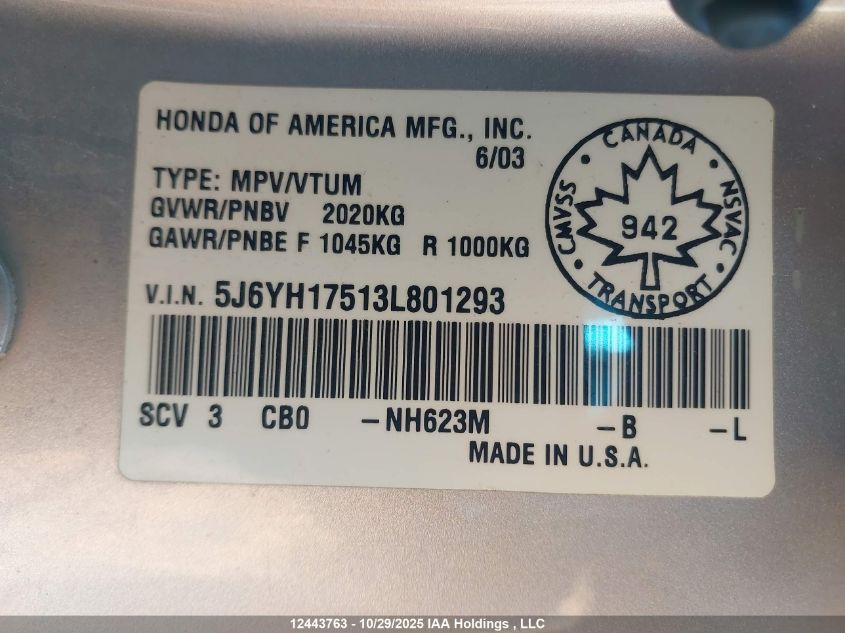 HONDA OF AMERICA MFG., INC.
6/03
TYPE: MPV/VTUM
GVWR/PNBV 2020KG
GAWR/PNBE F 1045KG R 1000KG
CANADA
CMVSS
NSVAC
942
TRANSPORT
V.I.N. 5J6YH17513L801293
SCV 3 CB0 -NH623M -B -L
MADE IN U.S.A.
12443763 - 10/29/2025 IAA Holdings , LLC